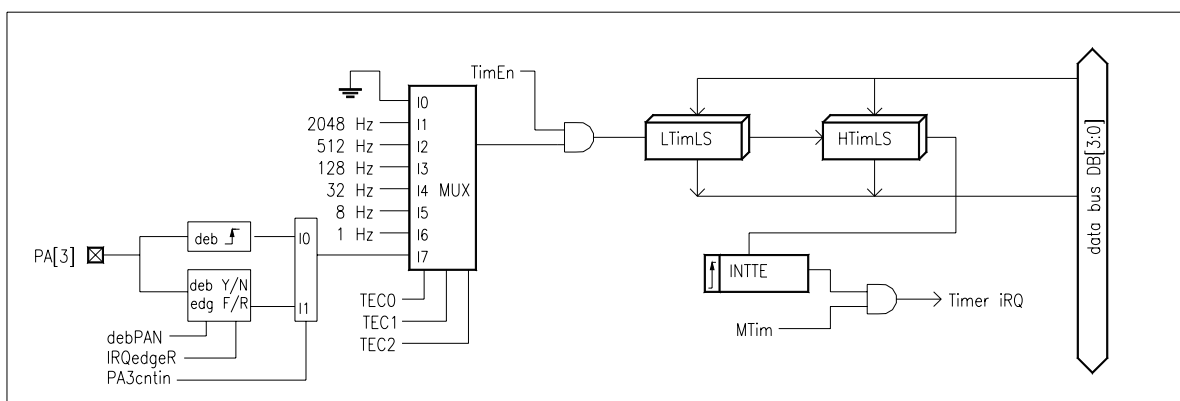 TimEn
I0
2048 Hz I1
512 Hz I2
128 Hz I3
32 Hz I4 MUX
8 Hz I5
1 Hz I6
I7
LTimLS
HTimLS
data bus DB[3:0]
PA[3]
deb
I0
deb Y/N
edg F/R
I1
debPAN
IRQedgeR
PA3cntin
TEC0
TEC1
TEC2
INTTE
MTim
Timer iRQ